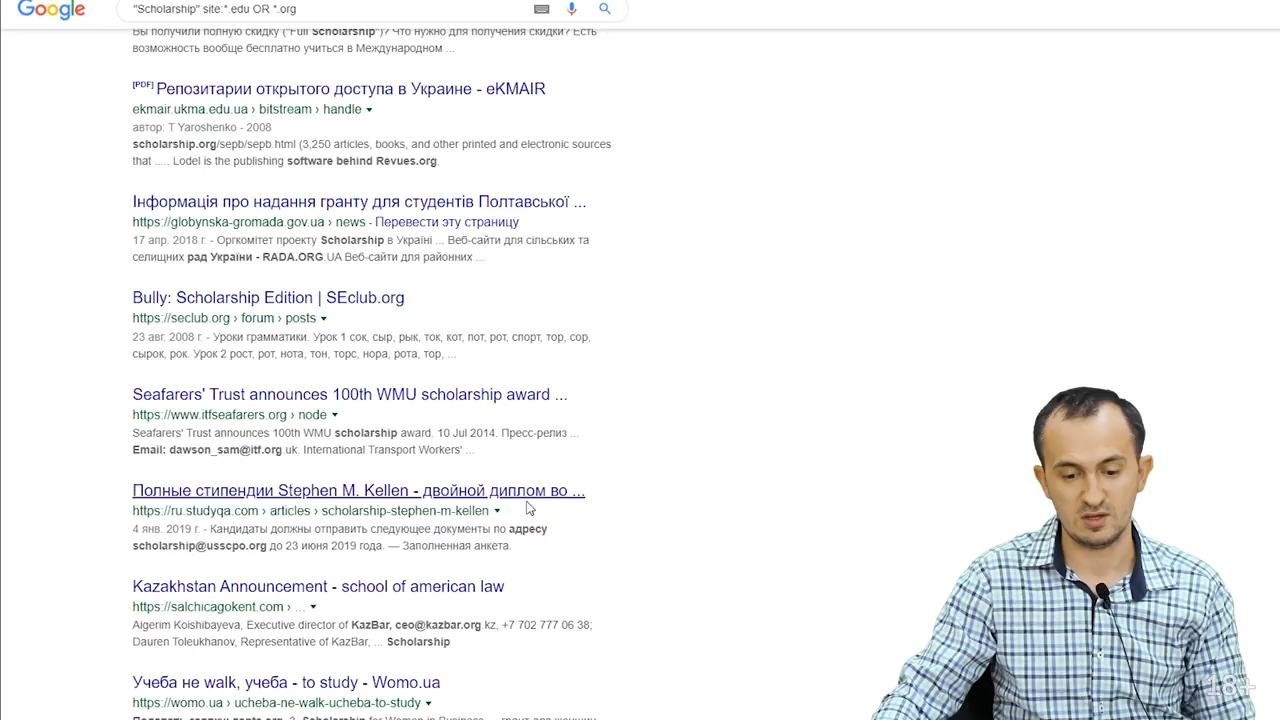 Google
"Scholarship" site:*.edu OR *.org
Вы получили полную скидку ("Full Scholarship")? Что нужно для получения скидки? Есть
возможность вообще бесплатно учиться в Международном ...
[PDF] Репозитарии открытого доступа в Украине - eKMAIR
ekmair.ukma.edu.ua › bitstream › handle
автор: T Yaroshenko - 2008
scholarship.org/sepb/sepb.html (3,250 articles, books, and other printed and electronic sources
that ..... Lodel is the publishing software behind Revues.org.
Інформація про надання гранту для студентів Полтавської ...
https://globynska-gromada.gov.ua › news - Перевести эту страницу
17 апр. 2018 г. - Оргкомітет проекту Scholarship в Україні ... Веб-сайти для сільських та
селищних рад України - RADA.ORG.UA Веб-сайти для районних ...
Bully: Scholarship Edition | SEclub.org
https://seclub.org › forum › posts
23 авг. 2008 г. - Уроки грамматики. Урок 1 сок, сыр, рык, ток, кот, пот, рот, спорт, тор, сор,
сырок, рок. Урок 2 рост, рот, нота, тон, торс, нора, рота, тор, ...
Seafarers' Trust announces 100th WMU scholarship award ...
https://www.itfseafarers.org › node
Seafarers' Trust announces 100th WMU scholarship award. 10 Jul 2014. Пресс-релиз ...
Email: dawson_sam@itf.org.uk. International Transport Workers' ...
Полные стипендии Stephen M. Kellen - двойной диплом во ...
https://ru.studyqa.com › articles › scholarship-stephen-m-kellen
4 янв. 2019 г. - Кандидаты должны отправить следующее документы по адресу
scholarship@usscpo.org до 23 июня 2019 года. — Заполненная анкета.
Kazakhstan Announcement - school of american law
https://salchicagokent.com › ...
Aigerim Koishibayeva, Executive director of KazBar, ceo@kazbar.org.kz, +7 702 777 06 38;
Dauren Toleukhanov, Representative of KazBar, ... Scholarship
Учеба не walk, учеба - to study - Womo.ua
https://womo.ua › ucheba-ne-walk-ucheba-to-study
18+